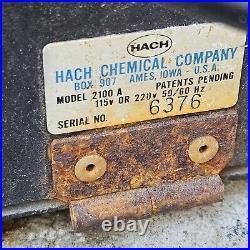 HACH
HACH CHEMICAL COMPANY
BOX 907 AMES, IOWA - U.S.A.
MODEL 2100 A PATENTS PENDING
115V OR 220V 50/60 HZ
SERIAL NO. 6376